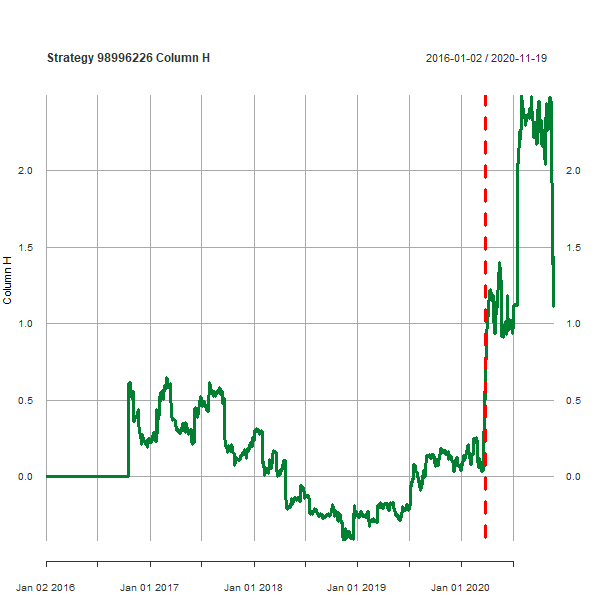 Strategy 98996226 Column H
2016-01-02 / 2020-11-19
2.0 2.0
1.5 1.5
1.0 1.0
0.5 0.5
0.0 0.0
Column H
Jan 02 2016 Jan 01 2017 Jan 01 2018 Jan 01 2019 Jan 01 2020